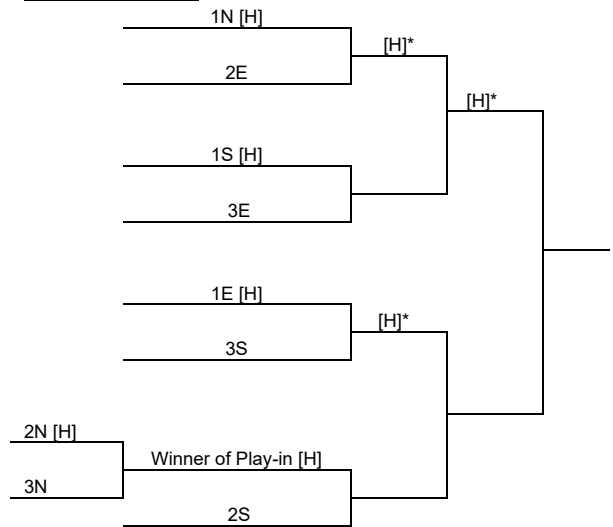 1N [H]
[H]*
2E
[H]*
1S [H]
3E
1E [H]
[H]*
3S
2N [H]
Winner of Play-in [H]
3N
2S